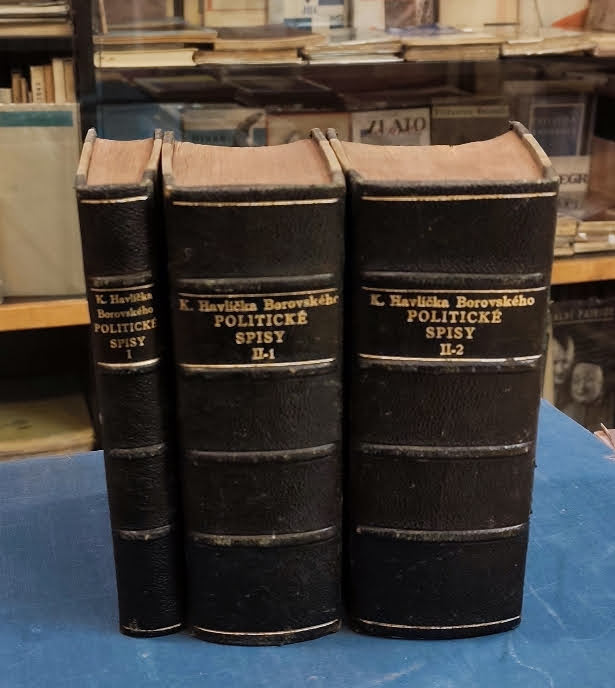 K. Havlíčka
Borovského
POLITICKÉ
SPISY
I
K. Havlíčka Borovského
POLITICKÉ
SPISY
II-1
K. Havlíčka Borovského
POLITICKÉ
SPISY
II-2
ZLATO